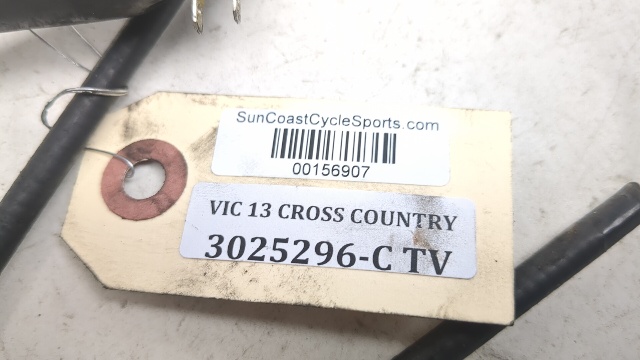 SunCoastCycleSports.com
00156907
VIC 13 CROSS COUNTRY
3025296-C TV